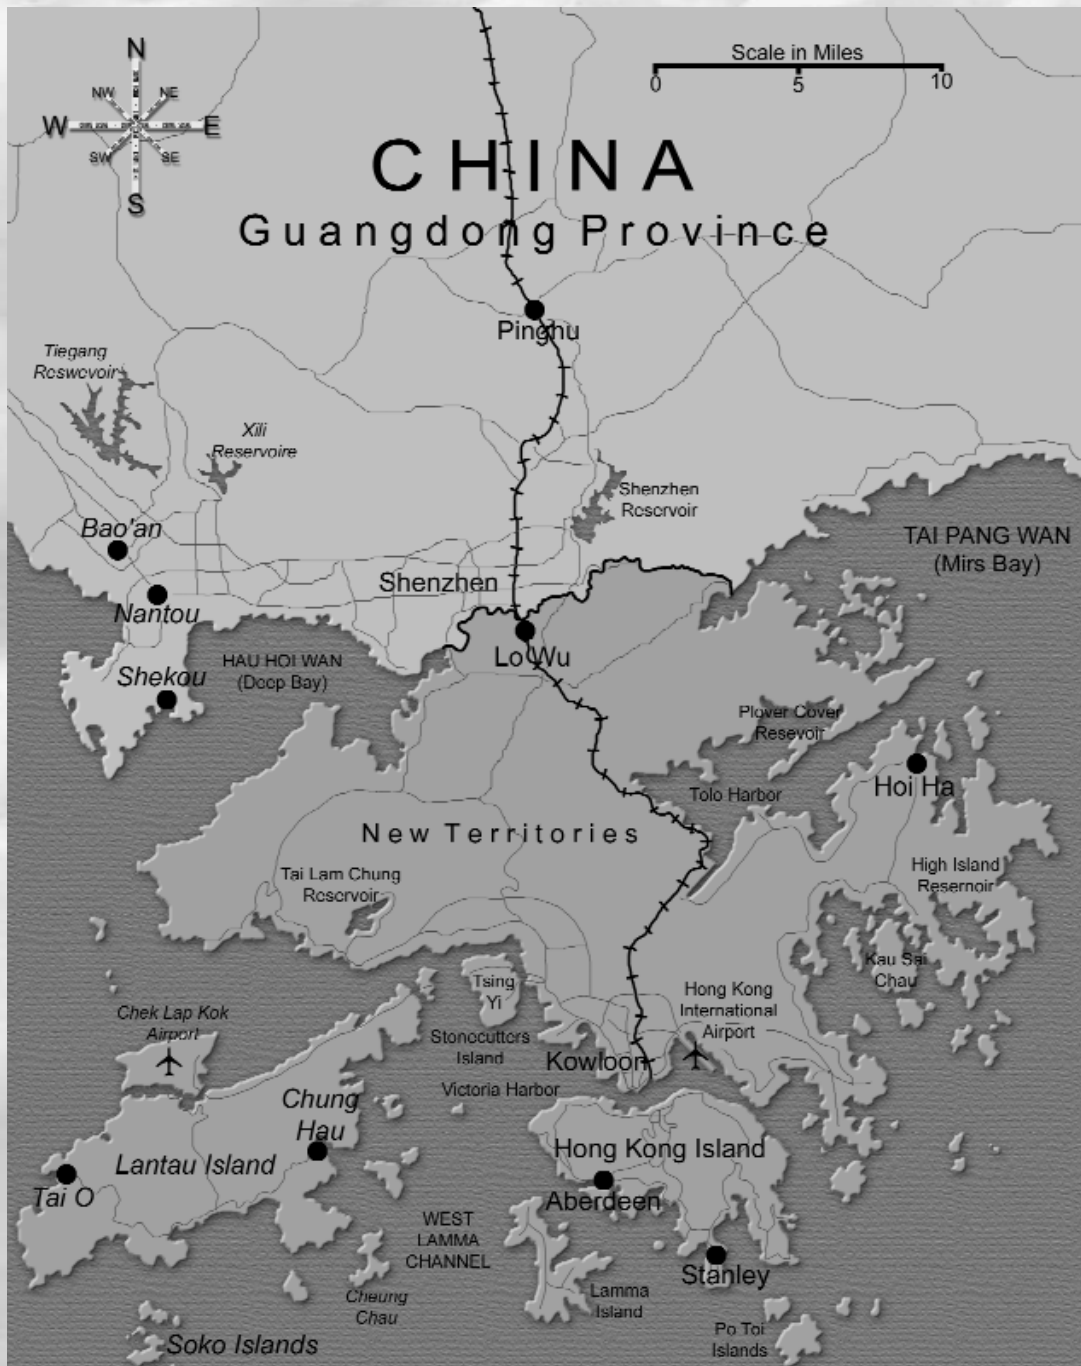 N
NW NE
W E
SW SE
S
Scale in Miles
0 5 10
CHINA
Guangdong Province
Pinghu
Tiegang
Reswevoir
Xili
Reservoire
Shenzhen
Reservoir
Bao'an
TAI PANG WAN
(Mirs Bay)
Shenzhen
Nantou
Lo Wu
HAU HOI WAN
(Deep Bay)
Shekou
Plover Cover
Resevoir
Hoi Ha
Tolo Harbor
New Territories
Tai Lam Chung
Reservoir
High Island
Resernoir
Kau Sai
Chau
Tsing
Yi
Hong Kong
International
Airport
Chek Lap Kok
Airport
Stonecutters
Island
Kowloon
Victoria Harbor
Chung
Hau
Hong Kong Island
Lantau Island
Tai O
Aberdeen
WEST
LAMMA
CHANNEL
Stanley
Lamma
Island
Cheung
Chau
Po Toi
Islands
Soko Islands